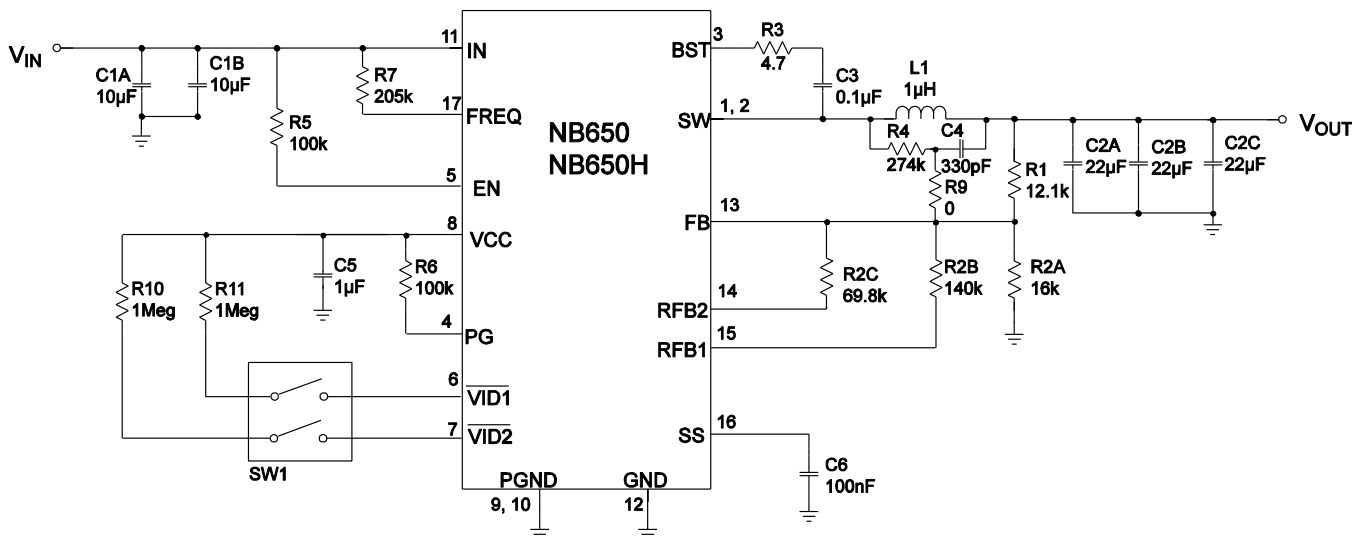 VIN
C1A
10µF
C1B
10µF
R5
100k
R7
205k
11
IN
17
FREQ
5
EN
8
VCC
R10
1Meg
R11
1Meg
C5
1µF
R6
100k
4
PG
6
VID1
7
VID2
SW1
NB650
NB650H
PGND
9, 10
GND
12
3
BST
R3
4.7
C3
0.1µF
1, 2
SW
L1
1µH
R4
274k
C4
330pF
R9
0
R1
12.1k
C2A
22µF
C2B
22µF
C2C
22µF
VOUT
13
FB
R2C
69.8k
R2B
140k
R2A
16k
14
RFB2
15
RFB1
16
SS
C6
100nF